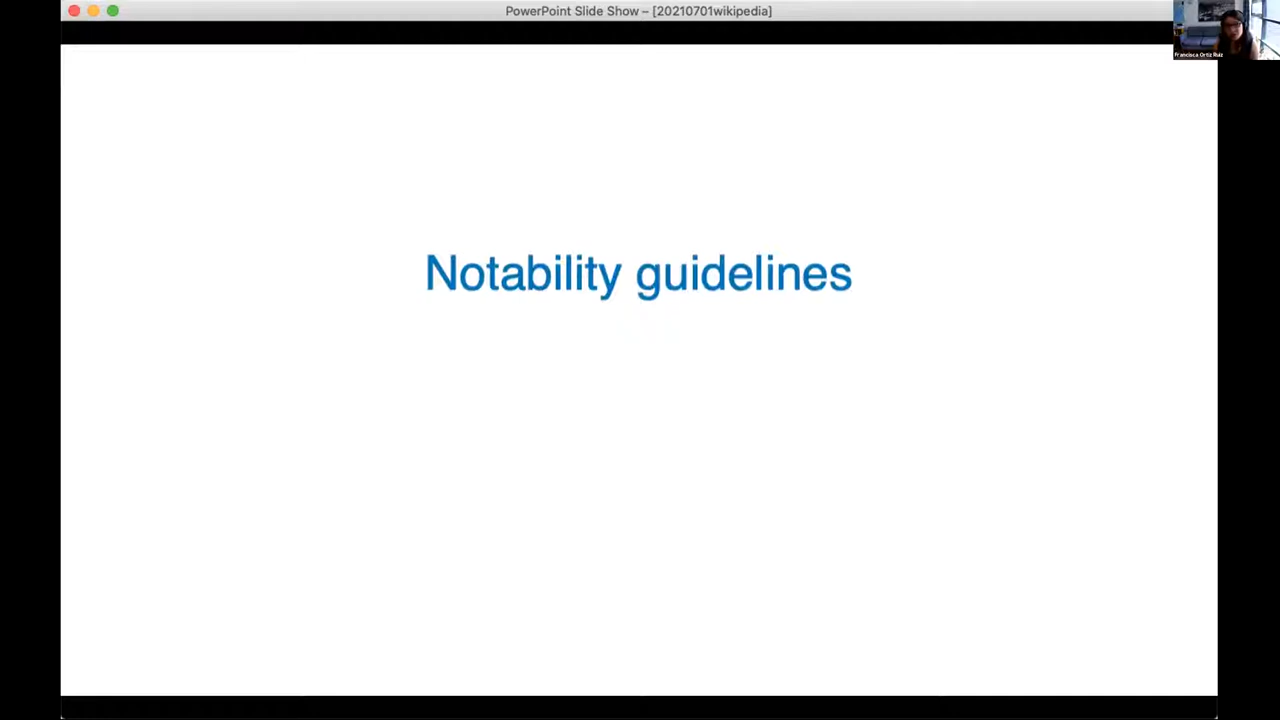 PowerPoint Slide Show – [20210701wikipedia]
Francisca Ortiz Ruiz
Notability guidelines